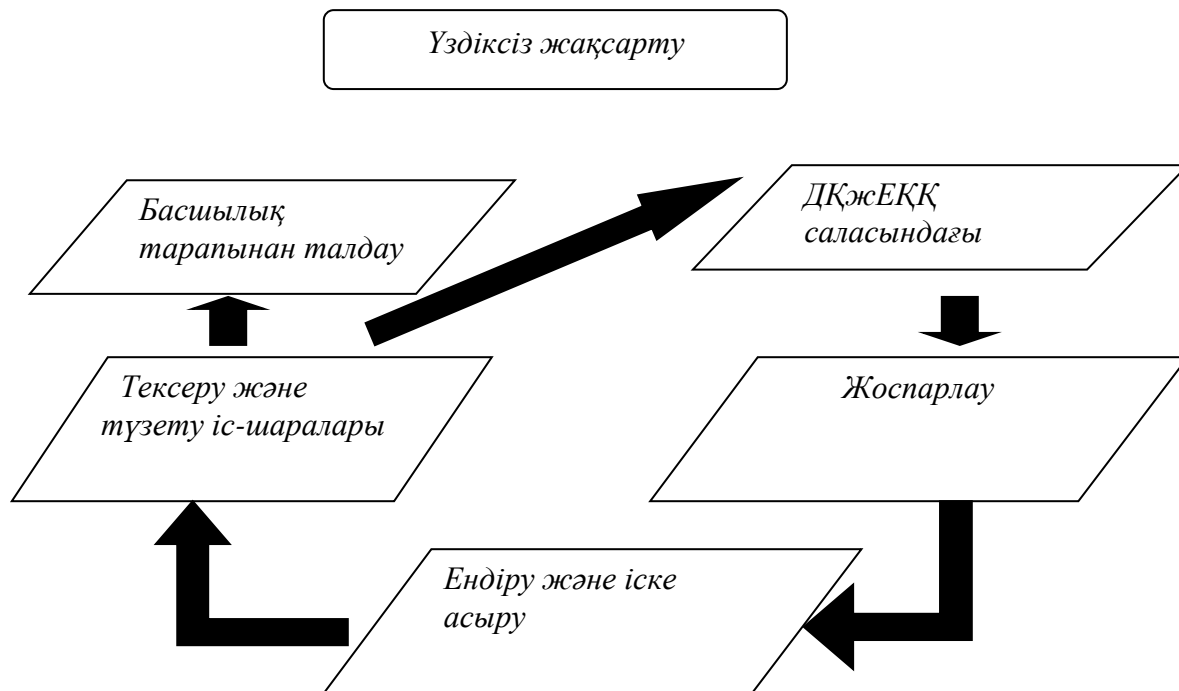 Үздіксіз жақсарту
Басшылық
тарапынан талдау
ДҚжЕҚҚ
саласындағы
Тексеру және
түзету іс-шаралары
Жоспарлау
Ендіру және іске
асыру